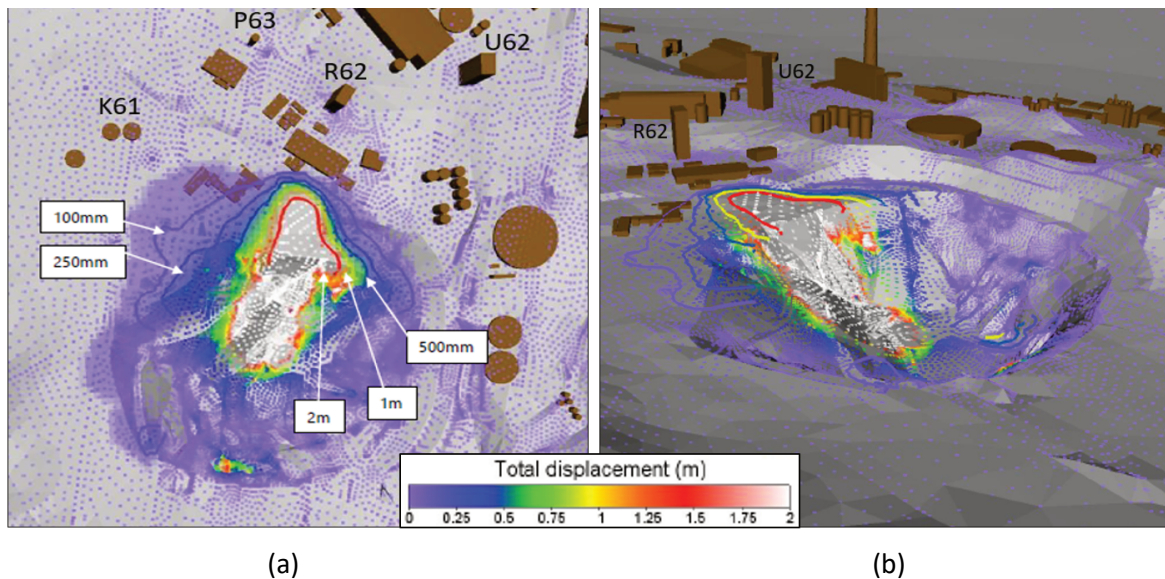 P63
U62
R62
K61
100mm
250mm
500mm
1m
2m
U62
R62
Total displacement (m)
0 0.25 0.5 0.75 1 1.25 1.5 1.75 2
(a) (b)